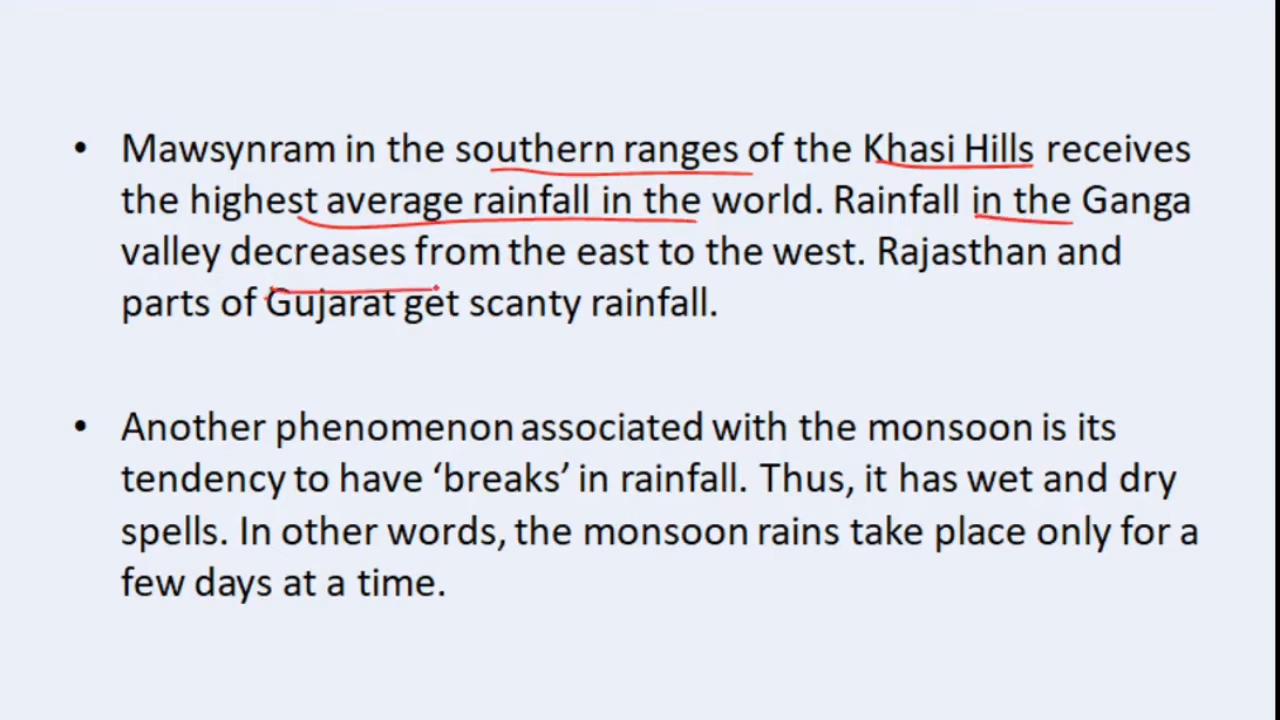 • Mawsynram in the southern ranges of the Khasi Hills receives
the highest average rainfall in the world. Rainfall in the Ganga
valley decreases from the east to the west. Rajasthan and
parts of Gujarat get scanty rainfall.
• Another phenomenon associated with the monsoon is its
tendency to have ‘breaks’ in rainfall. Thus, it has wet and dry
spells. In other words, the monsoon rains take place only for a
few days at a time.